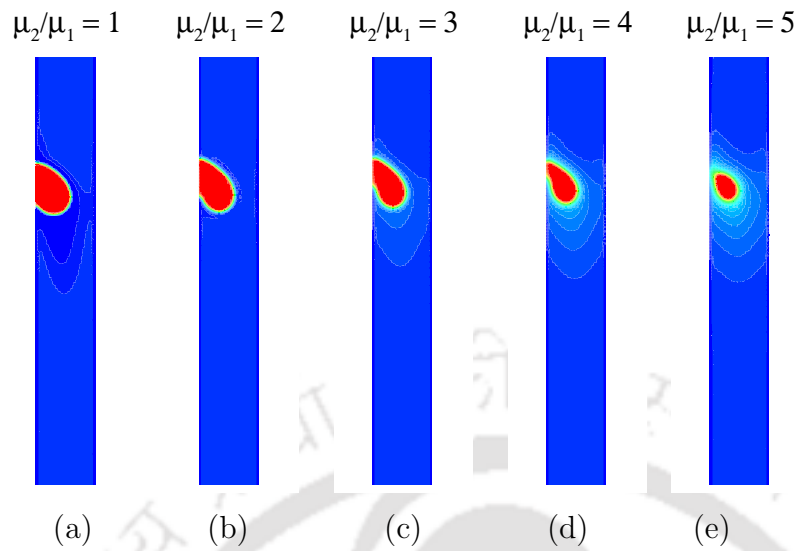 μ₂/μ₁ = 1 μ₂/μ₁ = 2 μ₂/μ₁ = 3 μ₂/μ₁ = 4 μ₂/μ₁ = 5
(a) (b) (c) (d) (e)